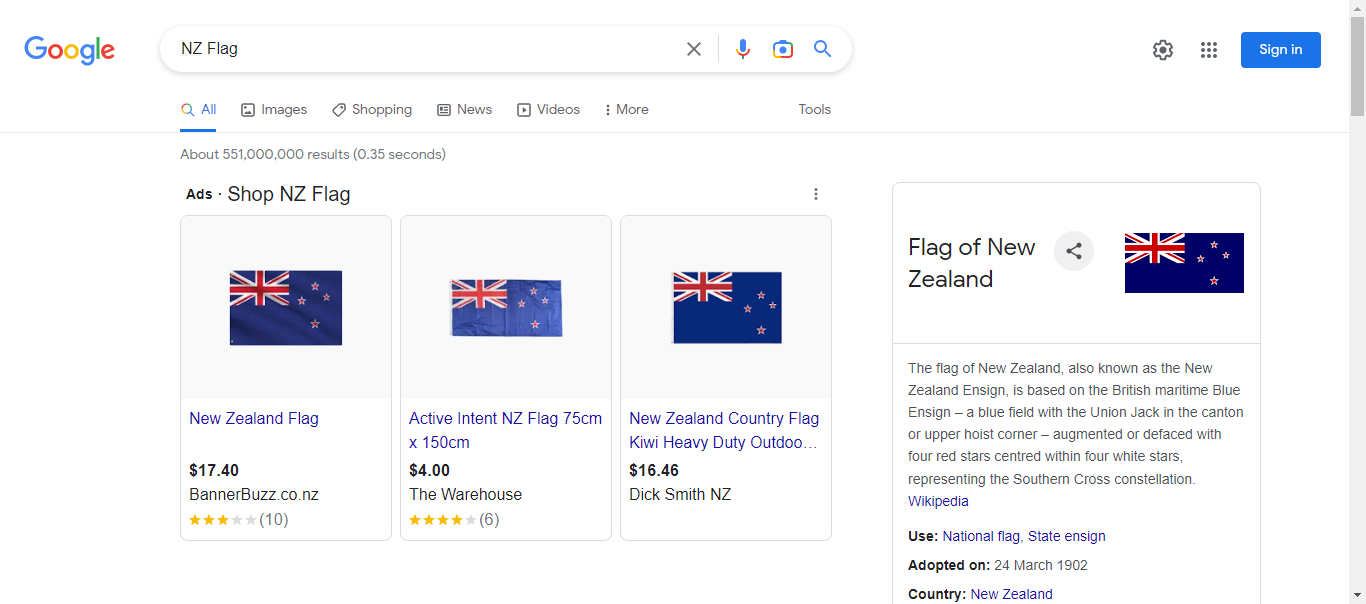 Google
NZ Flag
Sign in
All
Images
Shopping
News
Videos
More
Tools
About 551,000,000 results (0.35 seconds)
Ads · Shop NZ Flag
New Zealand Flag
$17.40
BannerBuzz.co.nz
(10)
Active Intent NZ Flag 75cm
x 150cm
$4.00
The Warehouse
(6)
New Zealand Country Flag
Kiwi Heavy Duty Outdoo...
$16.46
Dick Smith NZ
Flag of New
Zealand
The flag of New Zealand, also known as the New
Zealand Ensign, is based on the British maritime Blue
Ensign – a blue field with the Union Jack in the canton
or upper hoist corner – augmented or defaced with
four red stars centred within four white stars,
representing the Southern Cross constellation.
Wikipedia
Use: National flag, State ensign
Adopted on: 24 March 1902
Country: New Zealand